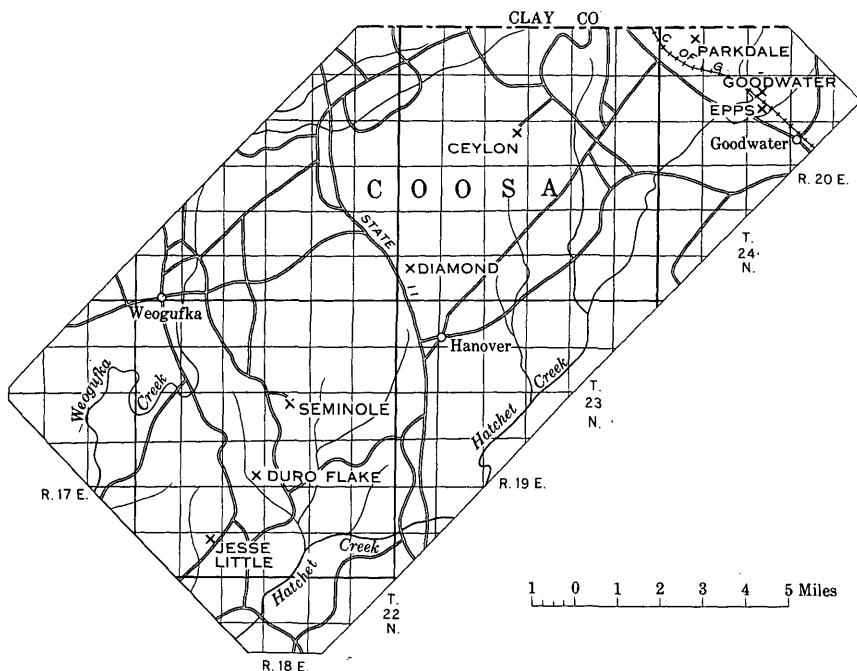 CLAY CO
C OF G
PARKDALE
GOODWATER
EPPS
Goodwater
CEYLON
R. 20 E.
COOSA
STATE
11
T.
24
N.
DIAMOND
Weogufka
Hanover
Weogufka
Creek
T.
23
N.
SEMINOLE
Hatchet Creek
DURO FLAKE
R. 17 E.
R. 19 E.
JESSE
LITTLE
Hatchet Creek
T.
22
N.
1 0 1 2 3 4 5 Miles
R. 18 E.